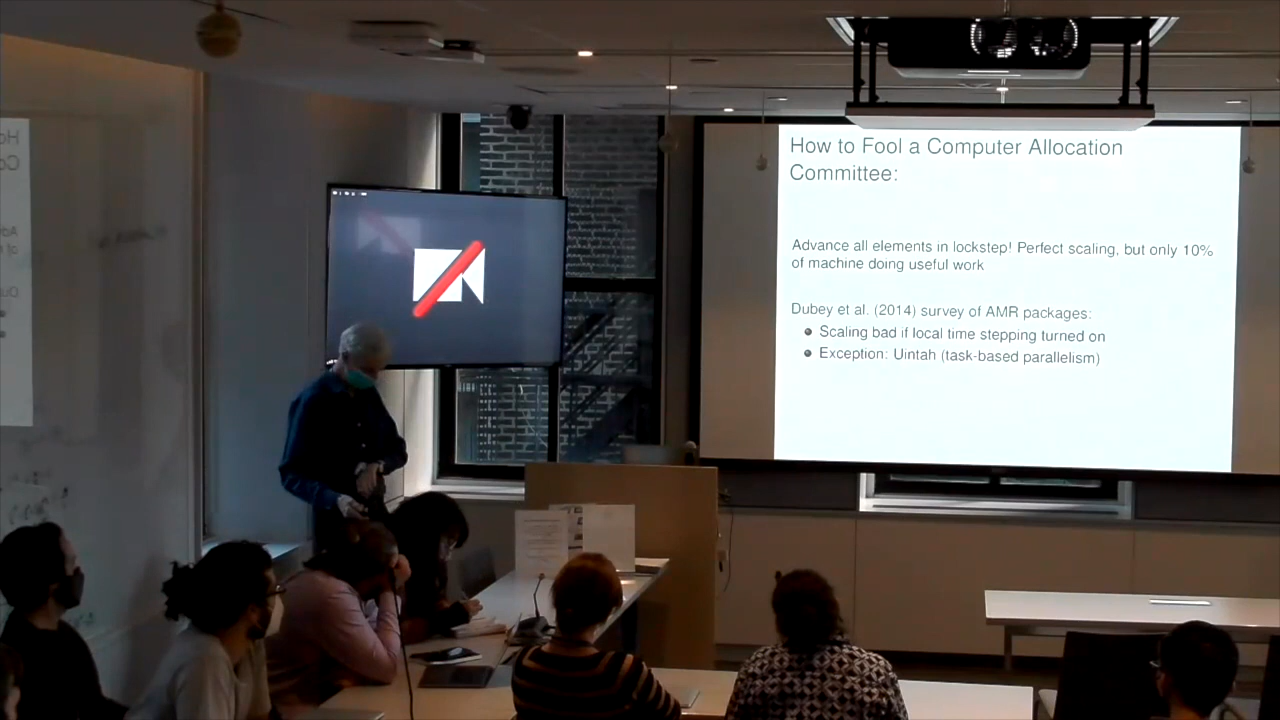 How to Fool a Computer Allocation
Committee:
Advance all elements in lockstep! Perfect scaling, but only 10%
of machine doing useful work
Dubey et al. (2014) survey of AMR packages:
Scaling bad if local time stepping turned on
Exception: Uintah (task-based parallelism)